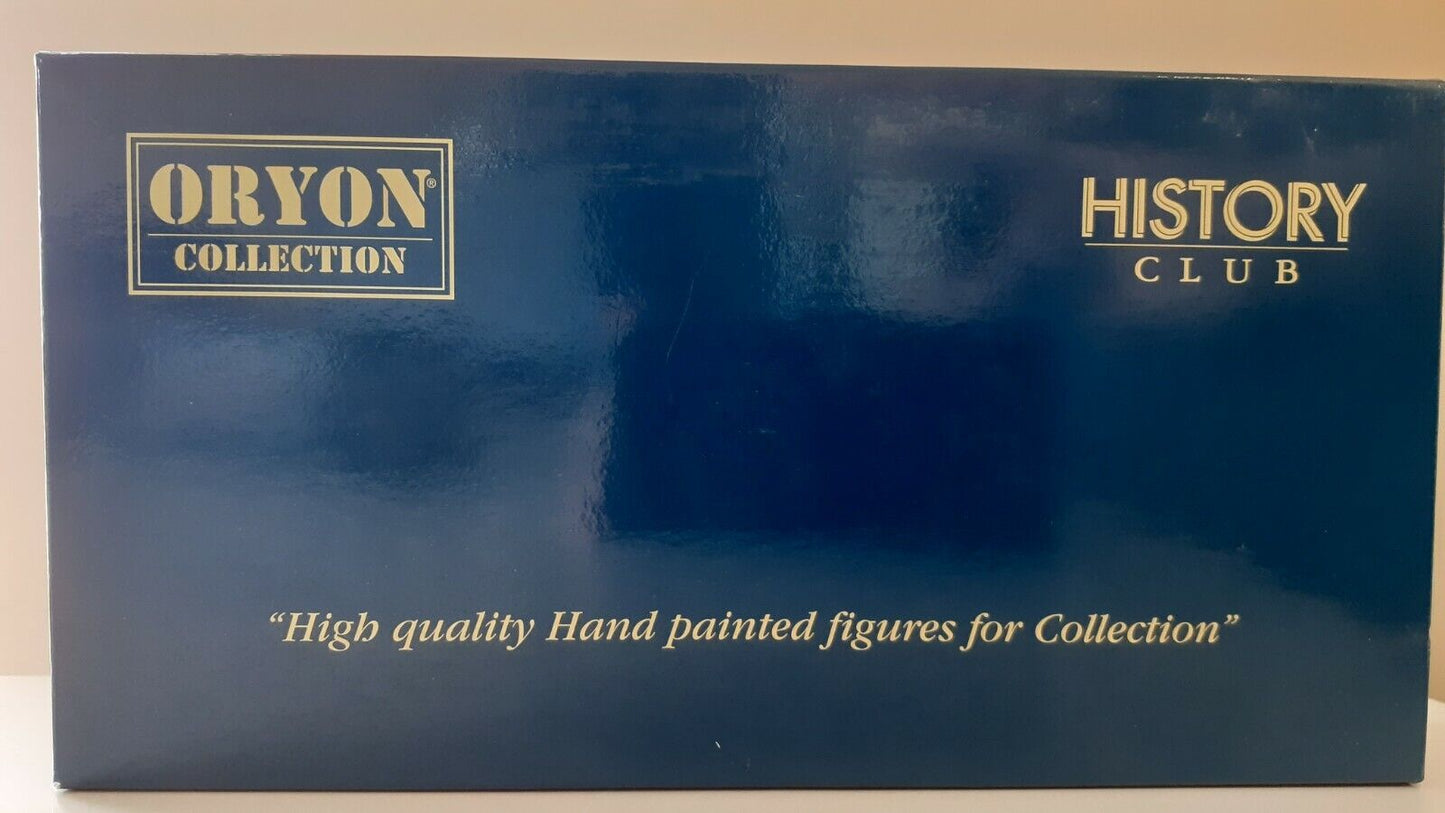 ORYON®
COLLECTION
HISTORY
CLUB
“High quality Hand painted figures for Collection”